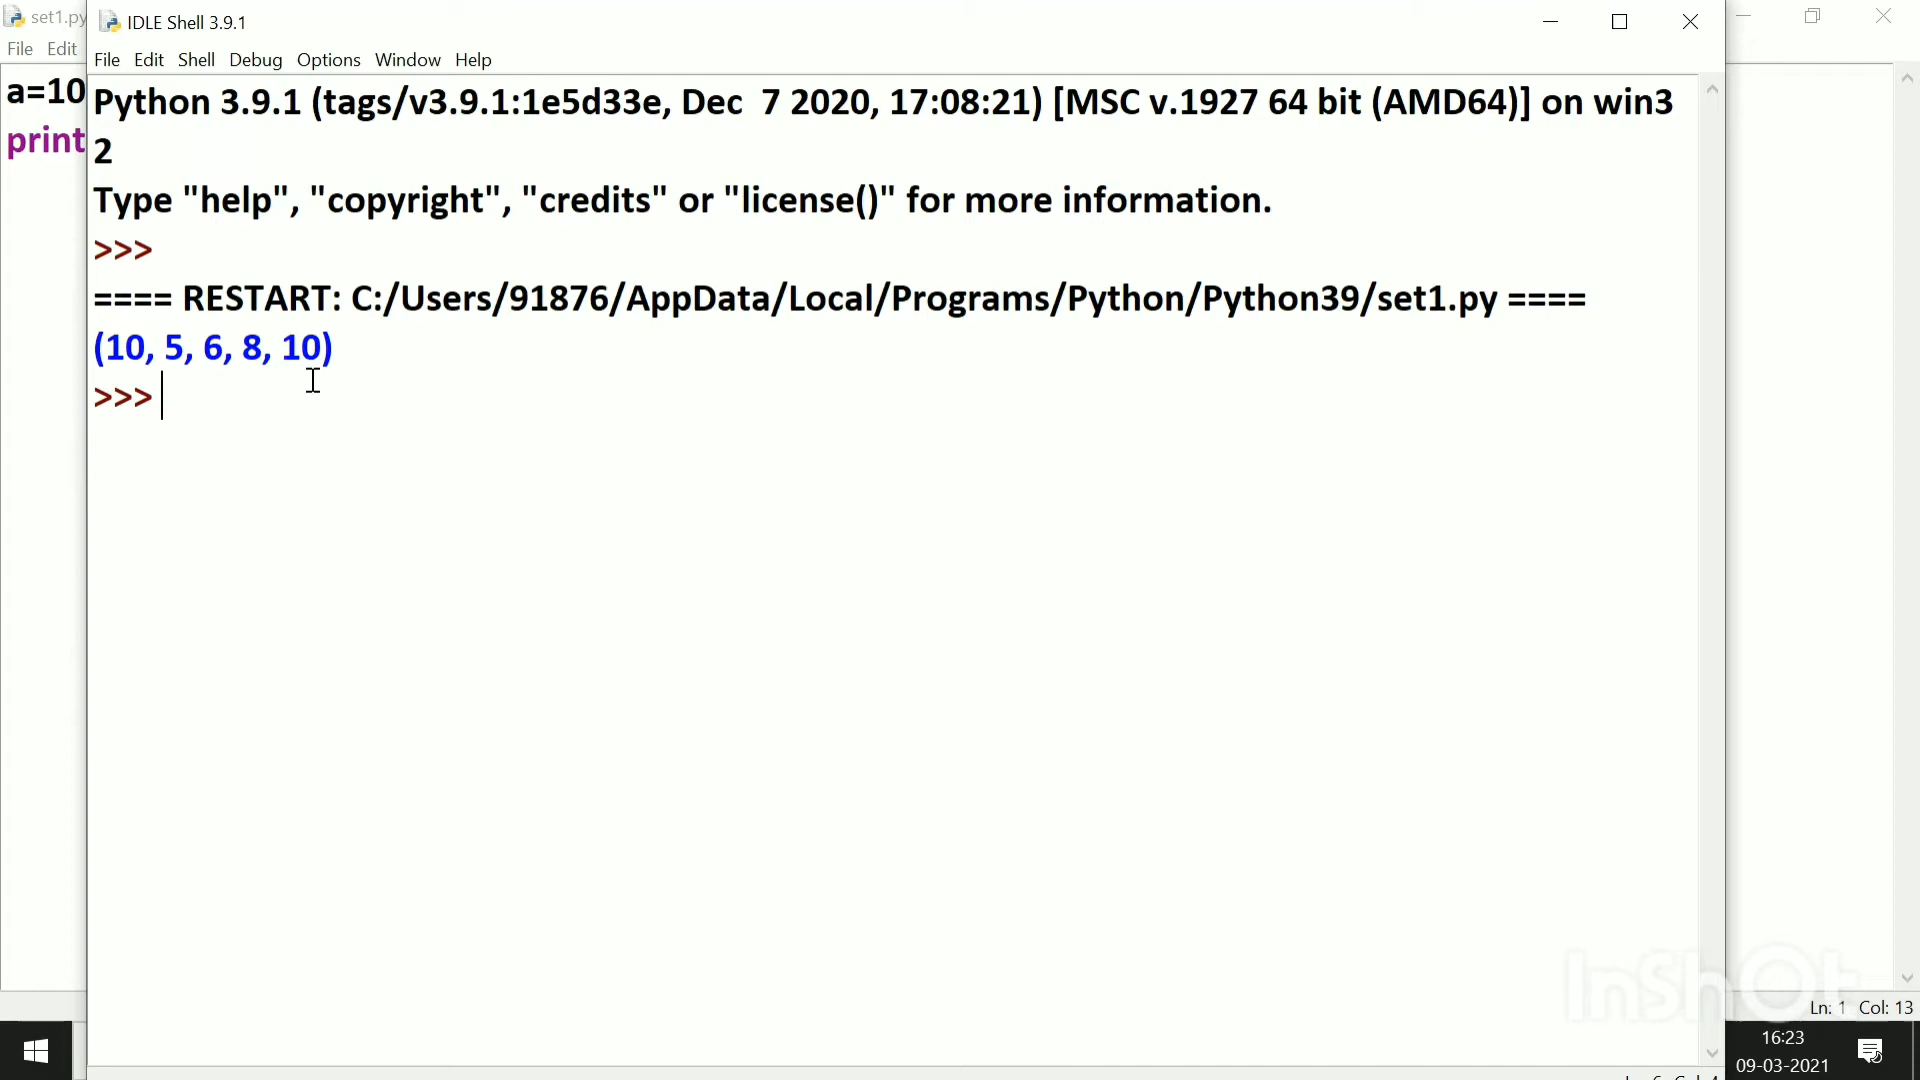 set1.py
File Edit
a=10
print
IDLE Shell 3.9.1
File Edit Shell Debug Options Window Help
Python 3.9.1 (tags/v3.9.1:1e5d33e, Dec  7 2020, 17:08:21) [MSC v.1927 64 bit (AMD64)] on win3
2
Type "help", "copyright", "credits" or "license()" for more information.
>>>
==== RESTART: C:/Users/91876/AppData/Local/Programs/Python/Python39/set1.py ====
(10, 5, 6, 8, 10)
>>>
InShOt
Ln: 1 Col: 13
16:23
09-03-2021